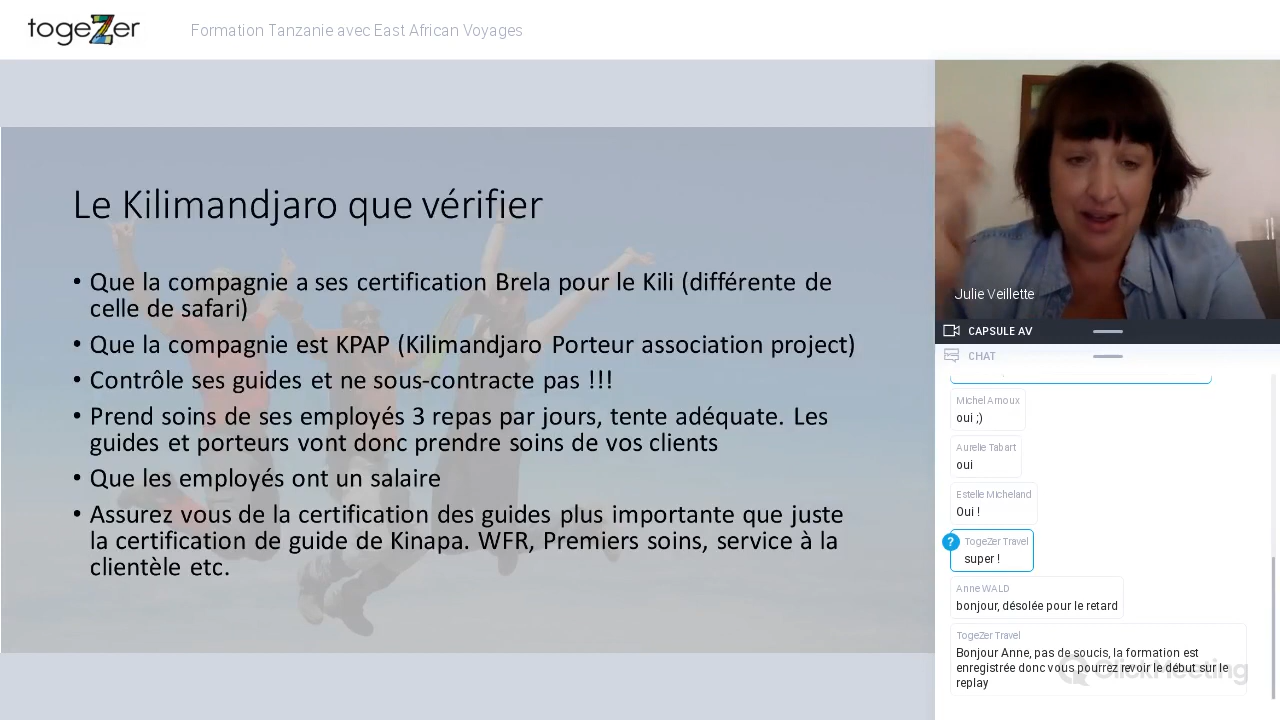 togeZer
Formation Tanzanie avec East African Voyages
Le Kilimandjaro que vérifier
• Que la compagnie a ses certification Brela pour le Kili (différente de
celle de safari)
• Que la compagnie est KPAP (Kilimandjaro Porteur association project)
• Contrôle ses guides et ne sous-contracte pas !!!
• Prend soins de ses employés 3 repas par jours, tente adéquate. Les
guides et porteurs vont donc prendre soins de vos clients
• Que les employés ont un salaire
• Assurez vous de la certification des guides plus importante que juste
la certification de guide de Kinapa. WFR, Premiers soins, service à la
clientèle etc.
Julie Veillette
CAPSULE AV
CHAT
Michel Arnoux
oui ;)
Aurelie Tabart
oui
Estelle Micheland
Oui !
?
TogeZer Travel
super !
Anne WALD
bonjour, désolée pour le retard
TogeZer Travel
Bonjour Anne, pas de soucis, la formation est
enregistrée donc vous pourrez revoir le début sur le
replay
ClickMeeting